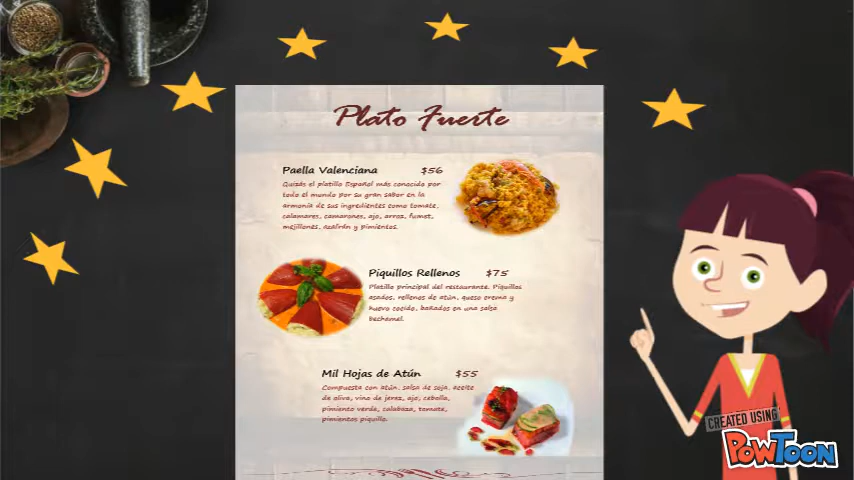 Plato Fuerte
Paella Valenciana $56
Quizás el platillo Español más conocido por
todo el mundo por su gran sabor en la
armonía de sus ingredientes como tomate,
calamares, camarones, ajo, arroz, fumet,
mejillones, azafrán y pimientos.
Piquillos Rellenos $75
Platillo principal del restaurante. Piquillos
asados, rellenos de atún, queso crema y
huevo cocido, bañados en una salsa
bechamel.
Mil Hojas de Atún $55
Compuesta con atún, salsa de soja, aceite
de oliva, vino de jerez, ajo, cebolla,
pimiento verde, calabaza, tomate,
pimientos piquillo.
CREATED USING
POWTOON